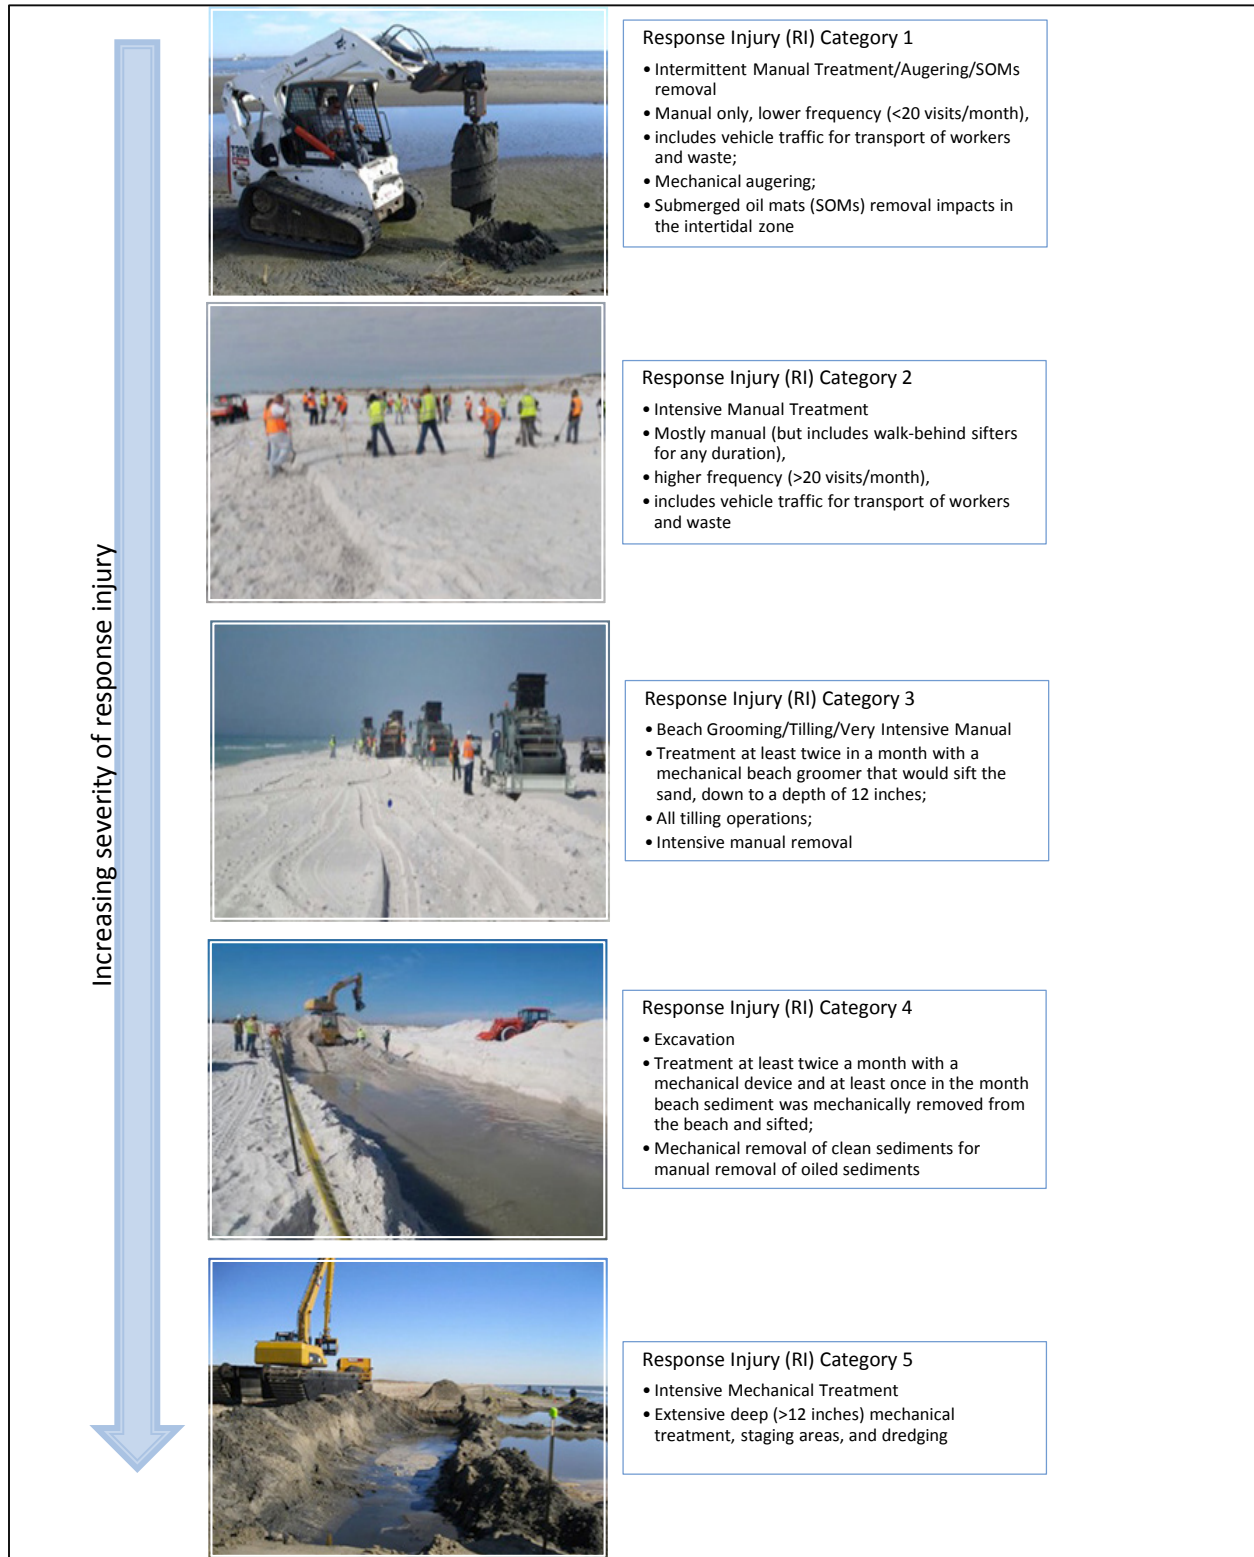 Increasing severity of response injury
Response Injury (RI) Category 1
• Intermittent Manual Treatment/Augering/SOMs
removal
• Manual only, lower frequency (<20 visits/month),
• includes vehicle traffic for transport of workers
and waste;
• Mechanical augering;
• Submerged oil mats (SOMs) removal impacts in
the intertidal zone
T300
Response Injury (RI) Category 2
• Intensive Manual Treatment
• Mostly manual (but includes walk-behind sifters
for any duration),
• higher frequency (>20 visits/month),
• includes vehicle traffic for transport of workers
and waste
Response Injury (RI) Category 3
• Beach Grooming/Tilling/Very Intensive Manual
• Treatment at least twice in a month with a
mechanical beach groomer that would sift the
sand, down to a depth of 12 inches;
• All tilling operations;
• Intensive manual removal
Response Injury (RI) Category 4
• Excavation
• Treatment at least twice a month with a
mechanical device and at least once in the month
beach sediment was mechanically removed from
the beach and sifted;
• Mechanical removal of clean sediments for
manual removal of oiled sediments
Response Injury (RI) Category 5
• Intensive Mechanical Treatment
• Extensive deep (>12 inches) mechanical
treatment, staging areas, and dredging